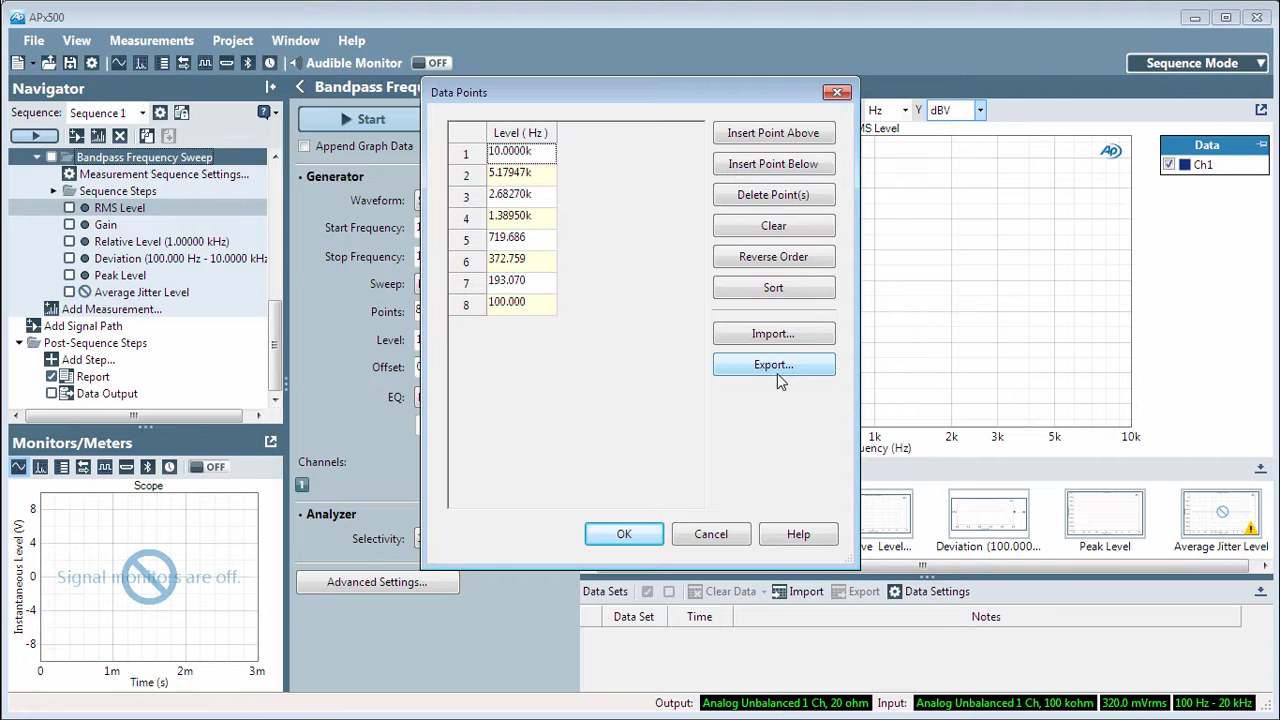 APx500
File View Measurements Project Window Help
Audible Monitor OFF
Sequence Mode
Navigator
Sequence: Sequence 1
Bandpass Frequency Sweep
Measurement Sequence Settings...
Sequence Steps
RMS Level
Gain
Relative Level (1.00000 kHz)
Deviation (100.000 Hz - 10.0000 kHz
Peak Level
Average Jitter Level
Add Measurement...
Add Signal Path
Post-Sequence Steps
Add Step...
Report
Data Output
Monitors/Meters
OFF
Scope
Instantaneous Level (V)
8
4
0
-4
-8
Signal monitors are off.
0 1m 2m 3m
Time (s)
Bandpass Frequ
Start
Append Graph Data
Generator
Waveform:
Start Frequency:
Stop Frequency:
Sweep:
Points: 8
Level:
Offset:
EQ:
Channels:
1
Analyzer
Selectivity:
Advanced Settings...
Data Points
Level ( Hz )
1 10.0000k
2 5.17947k
3 2.68270k
4 1.38950k
5 719.686
6 372.759
7 193.070
8 100.000
Insert Point Above
Insert Point Below
Delete Point(s)
Clear
Reverse Order
Sort
Import...
Export...
OK Cancel Help
Hz Y dBV
MS Level
AP
Data
Ch1
1k 2k 3k 5k 10k
quency (Hz)
ve Level... Deviation (100.000... Peak Level Average Jitter Level
Data Sets Clear Data Import Export Data Settings
Data Set Time Notes
Output: Analog Unbalanced 1 Ch, 20 ohm Input: Analog Unbalanced 1 Ch, 100 kohm 320.0 mVrms 100 Hz - 20 kHz